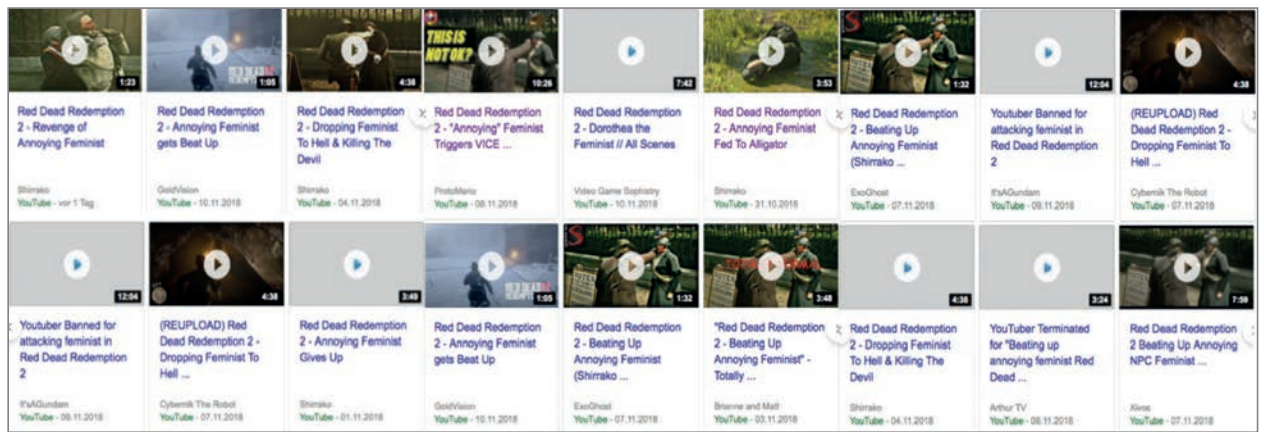 THIS IS
NOT OK?
1:23
1:05
4:38
10:26
7:42
3:53
1:32
12:04
4:38
Red Dead Redemption
2 - Revenge of
Annoying Feminist
Shirrako
YouTube - vor 1 Tag
Red Dead Redemption
2 - Annoying Feminist
gets Beat Up
GoldVision
YouTube - 10.11.2018
Red Dead Redemption
2 - Dropping Feminist
To Hell & Killing The
Devil
Shirrako
YouTube - 04.11.2018
Red Dead Redemption
2 - "Annoying" Feminist
Triggers VICE ...
ProtoMario
YouTube - 08.11.2018
Red Dead Redemption
2 - Dorothea the
Feminist // All Scenes
Video Game Sophistry
YouTube - 10.11.2018
Red Dead Redemption
2 - Annoying Feminist
Fed To Alligator
Shirrako
YouTube - 31.10.2018
Red Dead Redemption
2 - Beating Up
Annoying Feminist
(Shirrako ...
ExoGhost
YouTube - 07.11.2018
Youtuber Banned for
attacking feminist in
Red Dead Redemption
2
It'sAGundam
YouTube - 09.11.2018
(REUPLOAD) Red
Dead Redemption 2 -
Dropping Feminist To
Hell ...
Cybernik The Robot
YouTube - 07.11.2018
12:04
4:38
3:49
1:05
1:32
3:48
4:38
3:24
7:59
Youtuber Banned for
attacking feminist in
Red Dead Redemption
2
It'sAGundam
YouTube - 09.11.2018
(REUPLOAD) Red
Dead Redemption 2 -
Dropping Feminist To
Hell ...
Cybernik The Robot
YouTube - 07.11.2018
Red Dead Redemption
2 - Annoying Feminist
Gives Up
Shirrako
YouTube - 01.11.2018
Red Dead Redemption
2 - Annoying Feminist
gets Beat Up
GoldVision
YouTube - 10.11.2018
Red Dead Redemption
2 - Beating Up
Annoying Feminist
(Shirrako ...
ExoGhost
YouTube - 07.11.2018
"Red Dead Redemption
2 - Beating Up
Annoying Feminist" -
Totally ...
Brianne and Matt
YouTube - 03.11.2018
Red Dead Redemption
2 - Dropping Feminist
To Hell & Killing The
Devil
Shirrako
YouTube - 04.11.2018
YouTuber Terminated
for "Beating up
annoying feminist Red
Dead ...
Arthur TV
YouTube - 08.11.2018
Red Dead Redemption
2 Beating Up Annoying
NPC Feminist ...
Xivos
YouTube - 07.11.2018